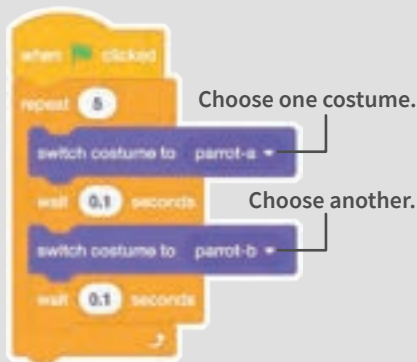 when clicked
repeat 5
Choose one costume.
switch costume to parrot-a
wait 0.1 seconds
Choose another.
switch costume to parrot-b
wait 0.1 seconds